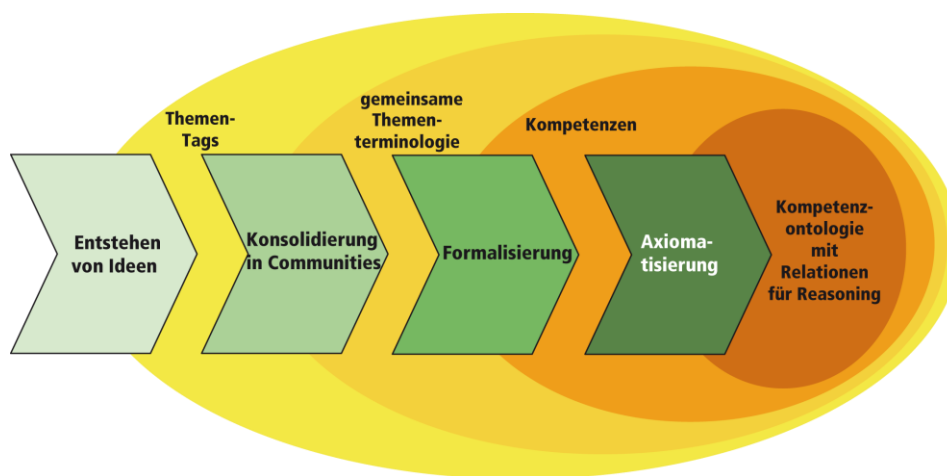 Themen-
Tags
gemeinsame
Themen-
terminologie
Kompetenzen
Entstehen
von Ideen
Konsolidierung
in Communities
Formalisierung
Axioma-
tisierung
Kompetenz-
ontologie
mit
Relationen
für Reasoning